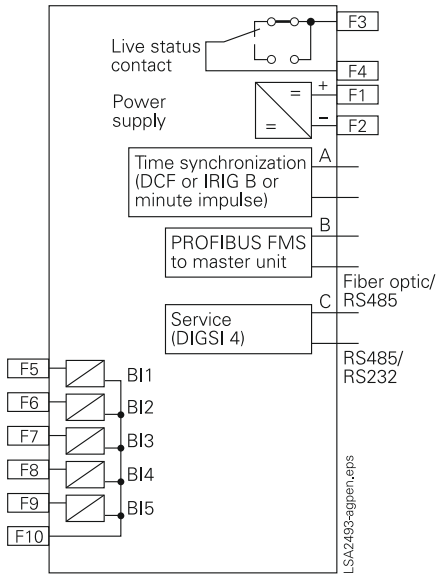 F3
Live status
contact
F4
Power
supply
=
=
+
−
F1
F2
Time synchronization
(DCF or IRIG B or
minute impulse)
A
PROFIBUS FMS
to master unit
B
Fiber optic/
RS485
Service
(DIGSI 4)
C
RS485/
RS232
F5
BI1
F6
BI2
F7
BI3
F8
BI4
F9
BI5
F10
LSA2493-agpen.eps